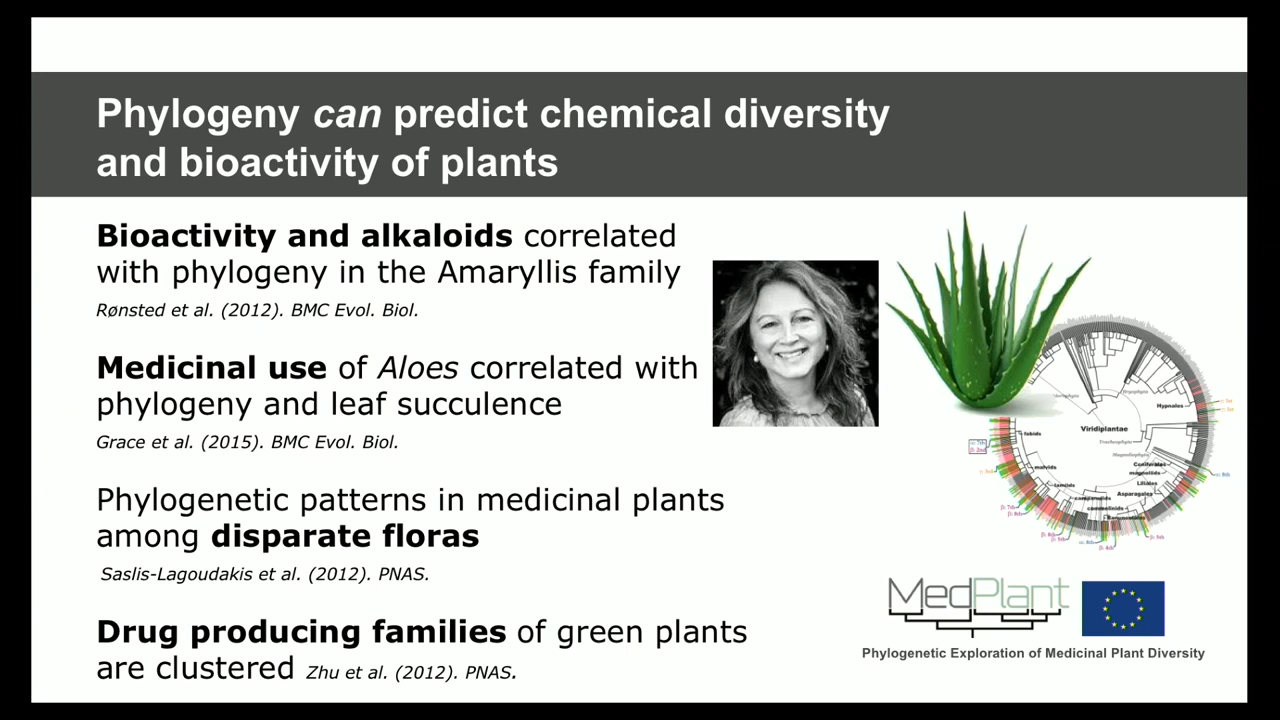 Phylogeny can predict chemical diversity
and bioactivity of plants
Bioactivity and alkaloids correlated
with phylogeny in the Amaryllis family
Rønsted et al. (2012). BMC Evol. Biol.
Medicinal use of Aloes correlated with
phylogeny and leaf succulence
Grace et al. (2015). BMC Evol. Biol.
Phylogenetic patterns in medicinal plants
among disparate floras
Saslis-Lagoudakis et al. (2012). PNAS.
Drug producing families of green plants
are clustered Zhu et al. (2012). PNAS.
Hypnales
Viridiplantae
fabids
malvids
lamiids
campanulids
Coniferales
magnoliids
Liliales
Asparagales
commelinids
MedPlant
Phylogenetic Exploration of Medicinal Plant Diversity